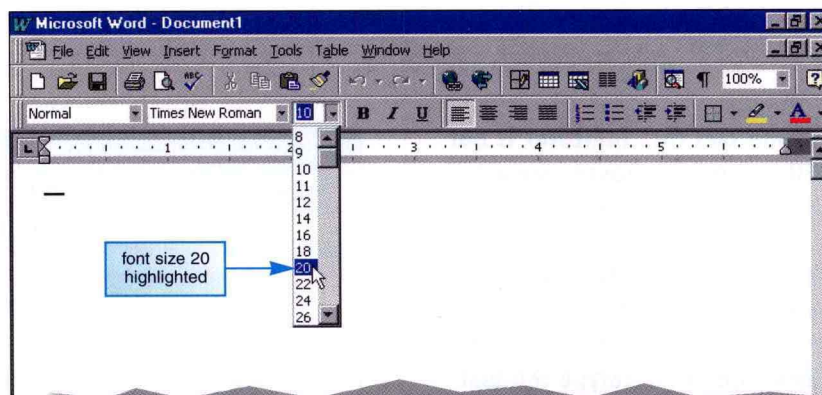 Microsoft Word - Document1
File Edit View Insert Format Tools Table Window Help
100%
Normal Times New Roman 10 B I U A
1 2 3 4 5
8
9
10
11
12
14
16
18
20
22
24
26
font size 20
highlighted